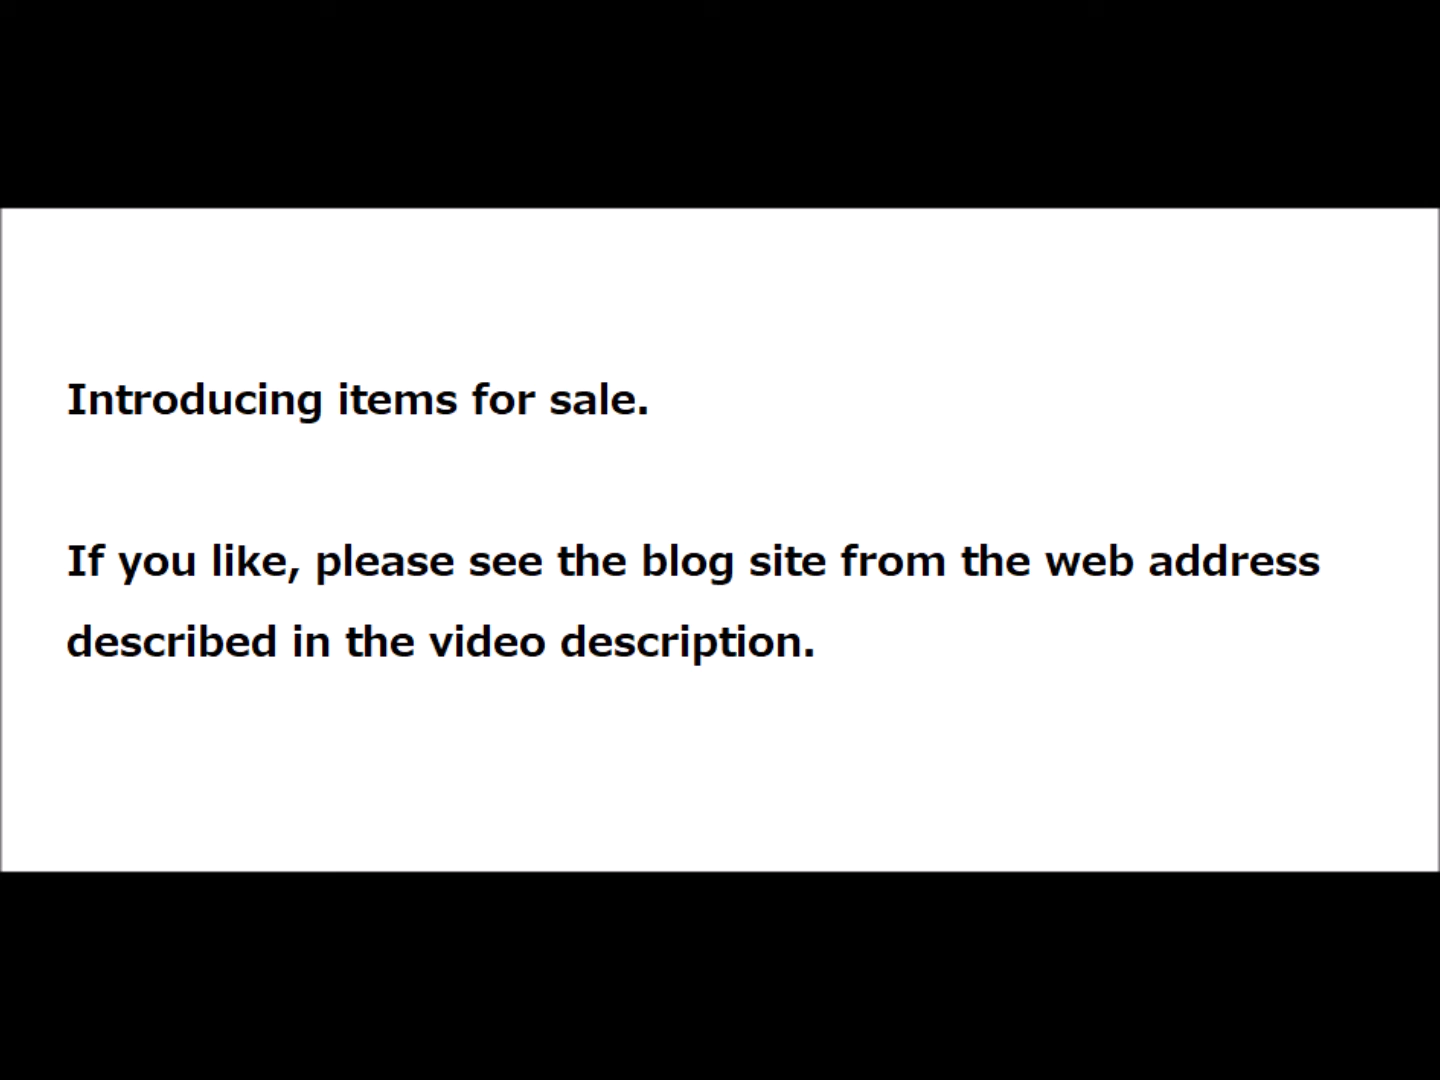 Introducing items for sale.
If you like, please see the blog site from the web address
described in the video description.